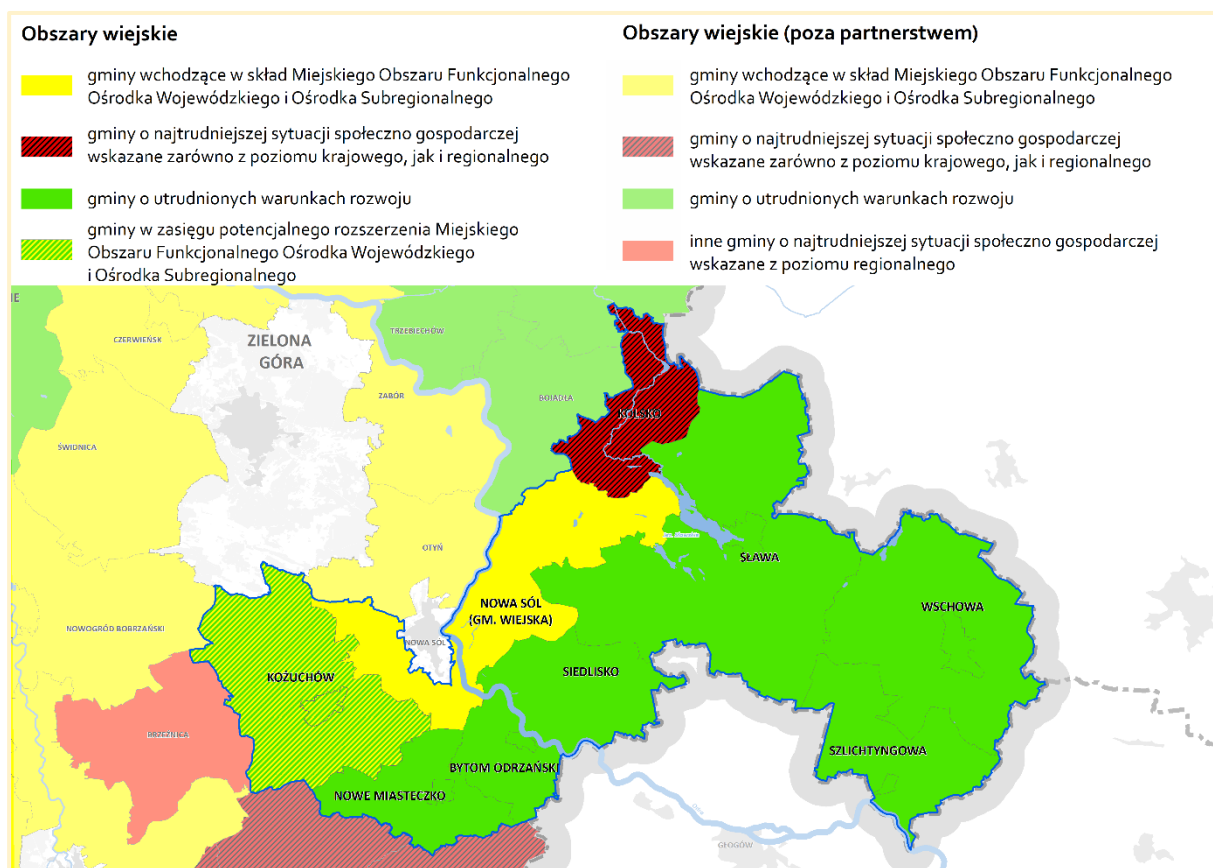 Obszary wiejskie
gminy wchodzące w skład Miejskiego Obszaru Funkcjonalnego
Ośrodka Wojewódzkiego i Ośrodka Subregionalnego
gminy o najtrudniejszej sytuacji społeczno gospodarczej
wskazane zarówno z poziomu krajowego, jak i regionalnego
gminy o utrudnionych warunkach rozwoju
gminy w zasięgu potencjalnego rozszerzenia Miejskiego
Obszaru Funkcjonalnego Ośrodka Wojewódzkiego
i Ośrodka Subregionalnego
Obszary wiejskie (poza partnerstwem)
gminy wchodzące w skład Miejskiego Obszaru Funkcjonalnego
Ośrodka Wojewódzkiego i Ośrodka Subregionalnego
gminy o najtrudniejszej sytuacji społeczno gospodarczej
wskazane zarówno z poziomu krajowego, jak i regionalnego
gminy o utrudnionych warunkach rozwoju
inne gminy o najtrudniejszej sytuacji społeczno gospodarczej
wskazane z poziomu regionalnego
IE
TRZEBIECHÓW
CZERWIEŃSK
ZIELONA
GÓRA
ZABÓR
BOJADŁA
KOLSKO
ŚWIDNICA
OTYŃ
SŁAWA
NOWA SÓL
(GM. WIEJSKA)
WSCHOWA
NOWOGRÓD BOBRZAŃSKI
NOWA SÓL
SIEDLISKO
KOŻUCHÓW
BRZEŹNICA
SZLICHTYNGOWA
BYTOM ODRZAŃSKI
NOWE MIASTECZKO
GŁOGÓW